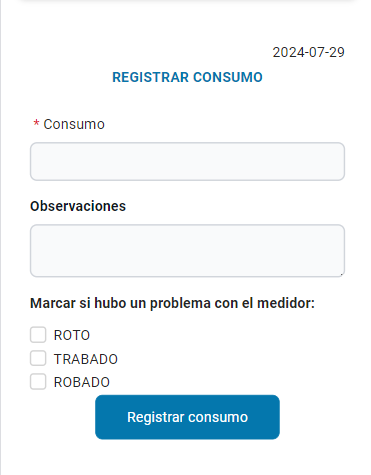 2024-07-29
REGISTRAR CONSUMO
* Consumo
Observaciones
Marcar si hubo un problema con el medidor:
ROTO
TRABADO
ROBADO
Registrar consumo